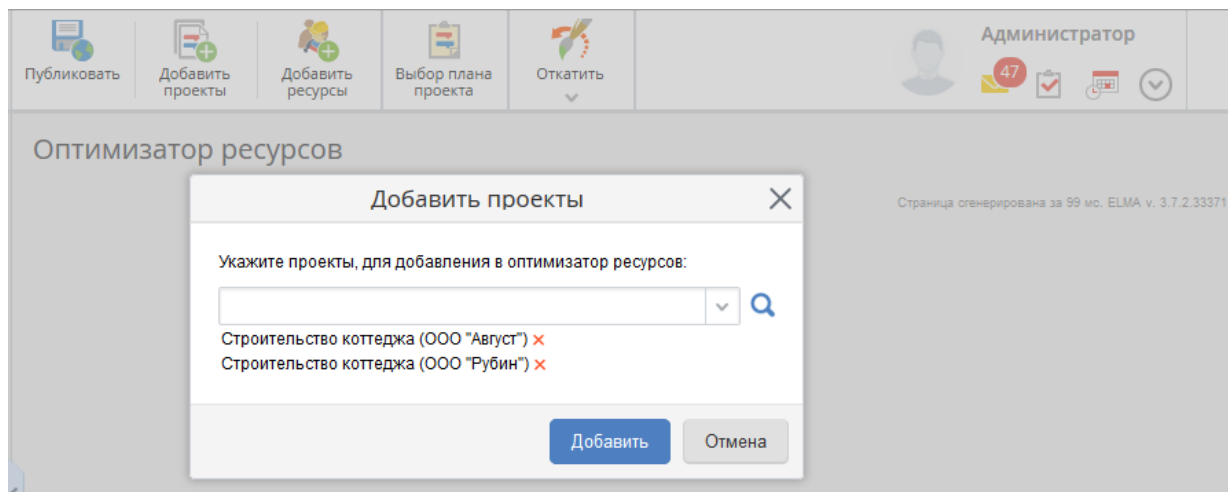 Публиковать
Добавить
проекты
Добавить
ресурсы
Выбор плана
проекта
Откатить
Администратор
47
Оптимизатор ресурсов
Страница сгенерирована за 99 мс. ELMA v. 3.7.2.33371
Добавить проекты
Укажите проекты, для добавления в оптимизатор ресурсов:
Строительство коттеджа (ООО "Август")
Строительство коттеджа (ООО "Рубин")
Добавить
Отмена